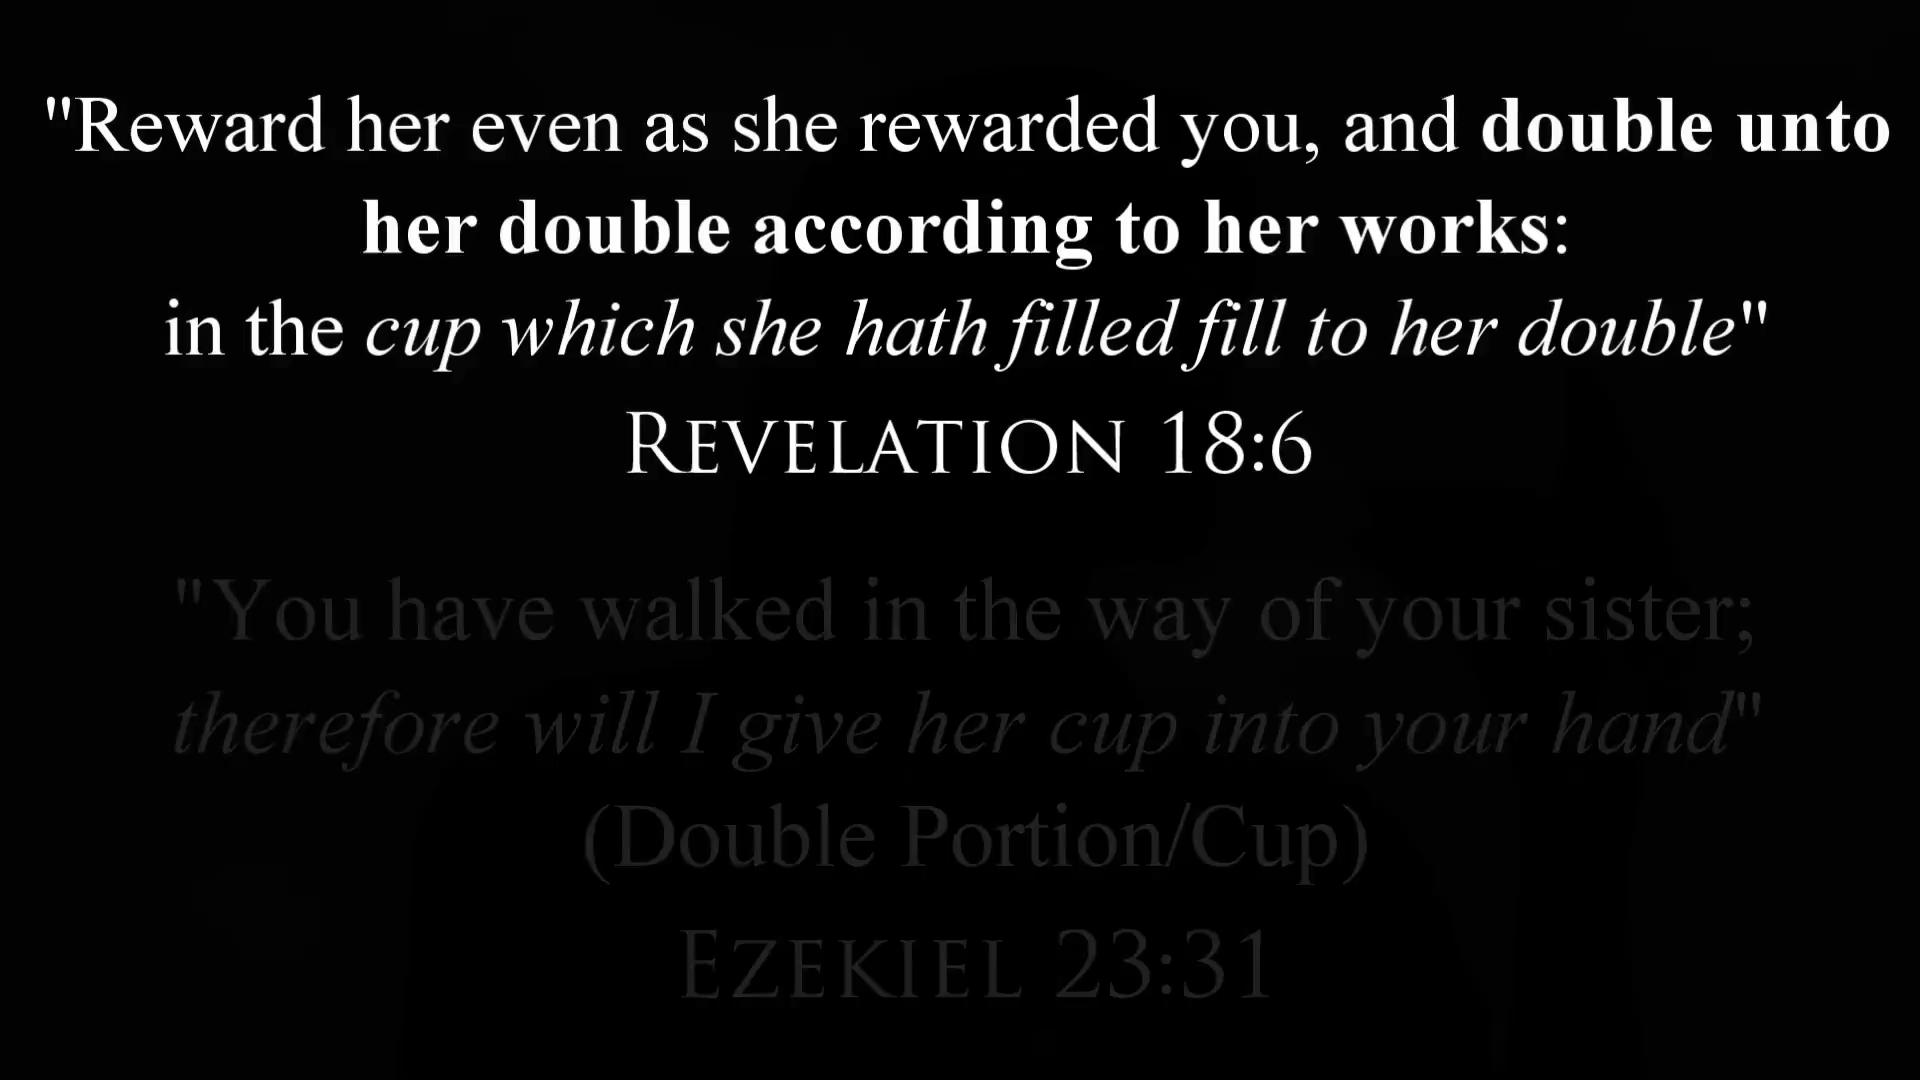 "Reward her even as she rewarded you, and double unto
her double according to her works:
in the cup which she hath filled fill to her double"
REVELATION 18:6
"You have walked in the way of your sister;
therefore will I give her cup into your hand"
(Double Portion/Cup)
EZEKIEL 23:31